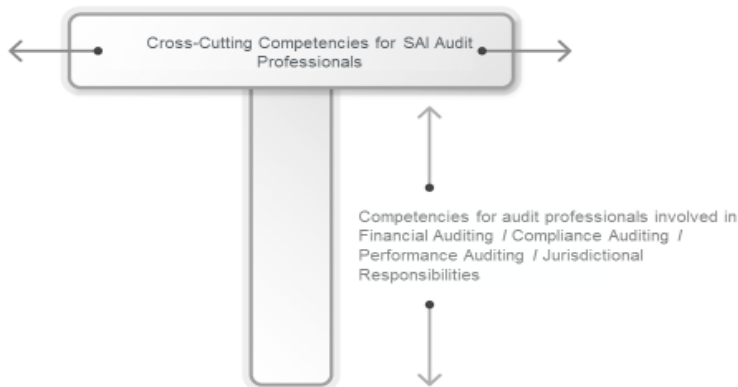 Cross-Cutting Competencies for SAI Audit
Professionals
Competencies for audit professionals involved in
Financial Auditing / Compliance Auditing /
Performance Auditing / Jurisdictional
Responsibilities